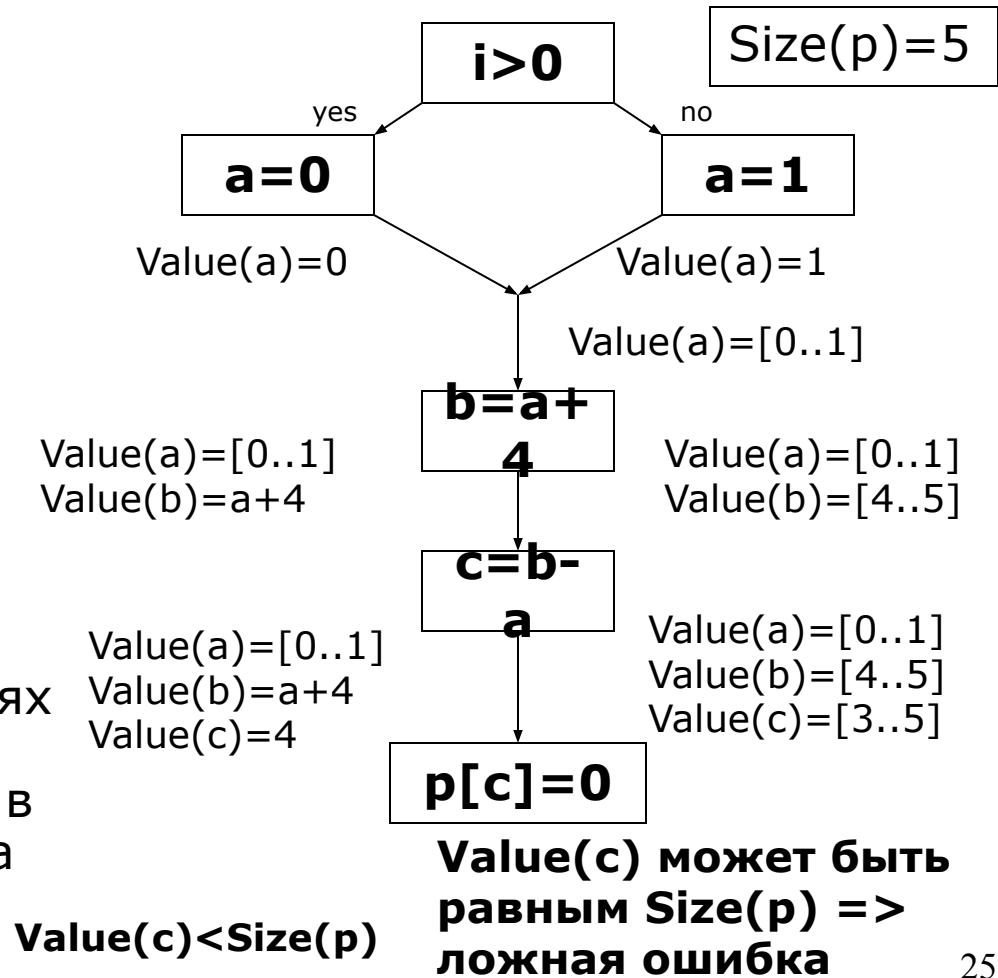 Size(p)=5
i>0
yes
no
a=0
a=1
Value(a)=0
Value(a)=1
Value(a)=[0..1]
b=a+
4
Value(a)=[0..1]
Value(b)=a+4
Value(a)=[0..1]
Value(b)=[4..5]
c=b-
a
Value(a)=[0..1]
Value(b)=a+4
Value(c)=4
Value(a)=[0..1]
Value(b)=[4..5]
Value(c)=[3..5]
ях
в
p[c]=0
Value(c)<Size(p)
Value(c) может быть
равным Size(p) =>
ложная ошибка
25